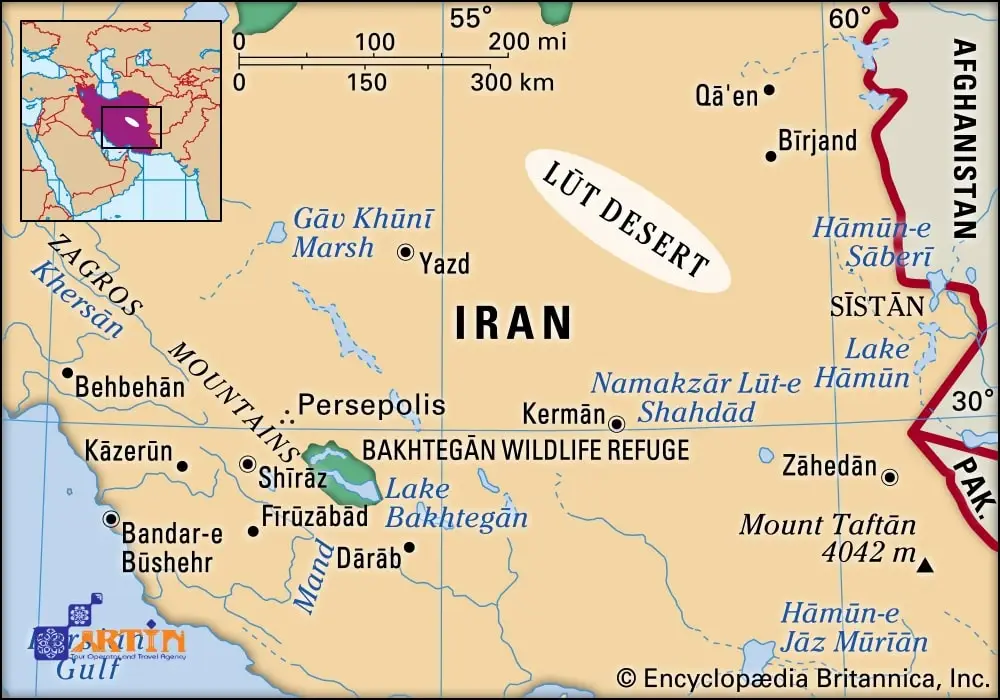 55°
60°
0 100 200 mi
0 150 300 km
AFGHANISTAN
Qā'en
Bīrjand
LŪT DESERT
Gāv Khūnī
Marsh
Yazd
Hāmūn-e
Sāberī
ZAGROS
MOUNTAINS
Khersān
SĪSTĀN
IRAN
Lake
Hāmūn
Behbehān
Namakzār Lūt-e
Shahdād
30°
Persepolis
Kermān
BAKHTEGĀN WILDLIFE REFUGE
Kāzerūn
Shīrāz
Zāhedān
PAK.
Lake
Bakhtegān
Fīrūzābād
Bandar-e
Būshehr
Mand
Dārāb
Mount Taftān
4042 m
Hāmūn-e
Jāz Mūrīān
Persian
Gulf
ARTIN
Tour Operator and Travel Agency
© Encyclopædia Britannica, Inc.